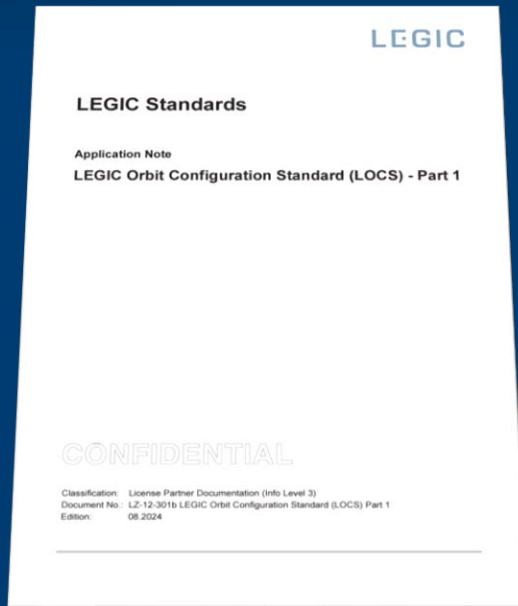 LEGIC
LEGIC Standards
Application Note
LEGIC Orbit Configuration Standard (LOCS) - Part 1
CONFIDENTIAL
Classification: License Partner Documentation (Info Level 3)
Document No.: LZ-12-301b LEGIC Orbit Configuration Standard (LOCS) Part 1
Edition: 08.2024